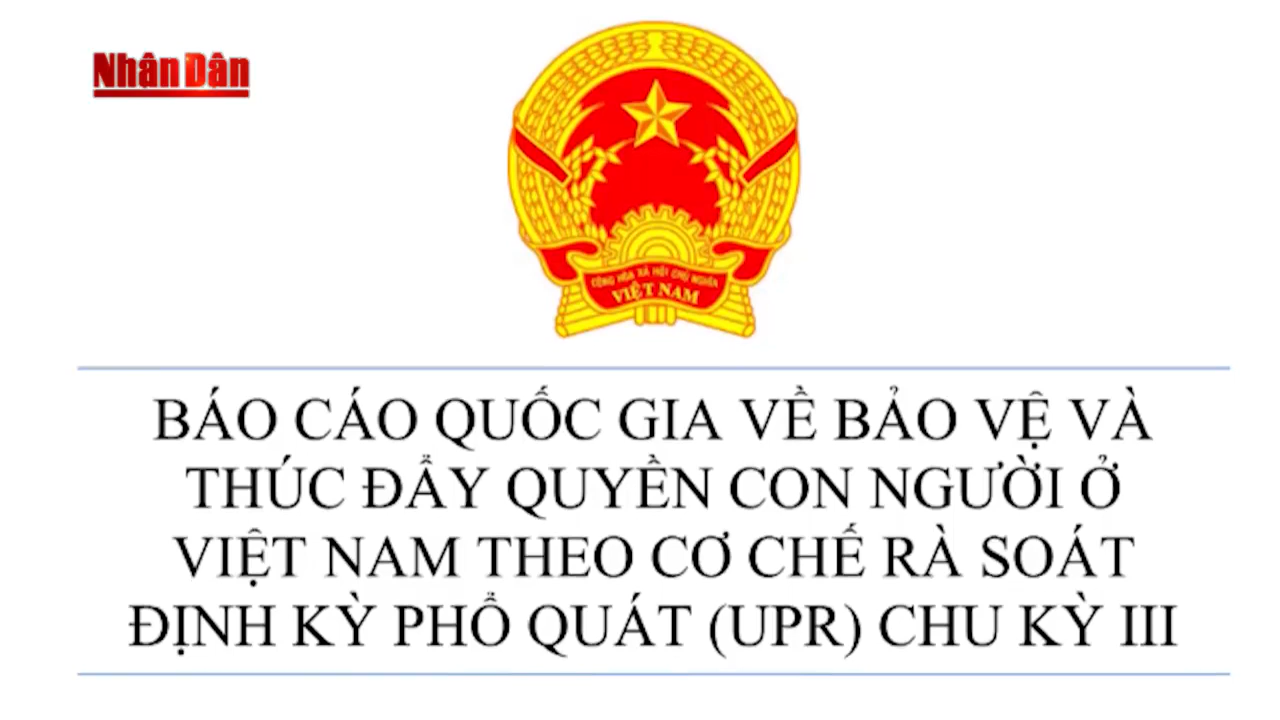 Nhân Dân
CỘNG HÒA XÃ HỘI CHỦ NGHĨA
VIỆT NAM
BÁO CÁO QUỐC GIA VỀ BẢO VỆ VÀ
THÚC ĐẨY QUYỀN CON NGƯỜI Ở
VIỆT NAM THEO CƠ CHẾ RÀ SOÁT
ĐỊNH KỲ PHỔ QUÁT (UPR) CHU KỲ III